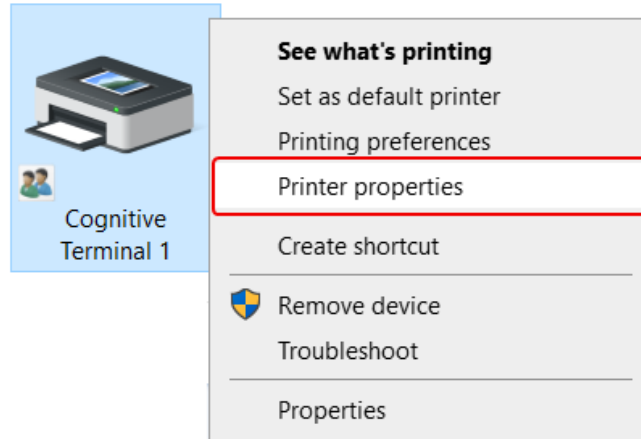 See what's printing
Set as default printer
Printing preferences
Printer properties
Create shortcut
Remove device
Troubleshoot
Properties
Cognitive
Terminal 1